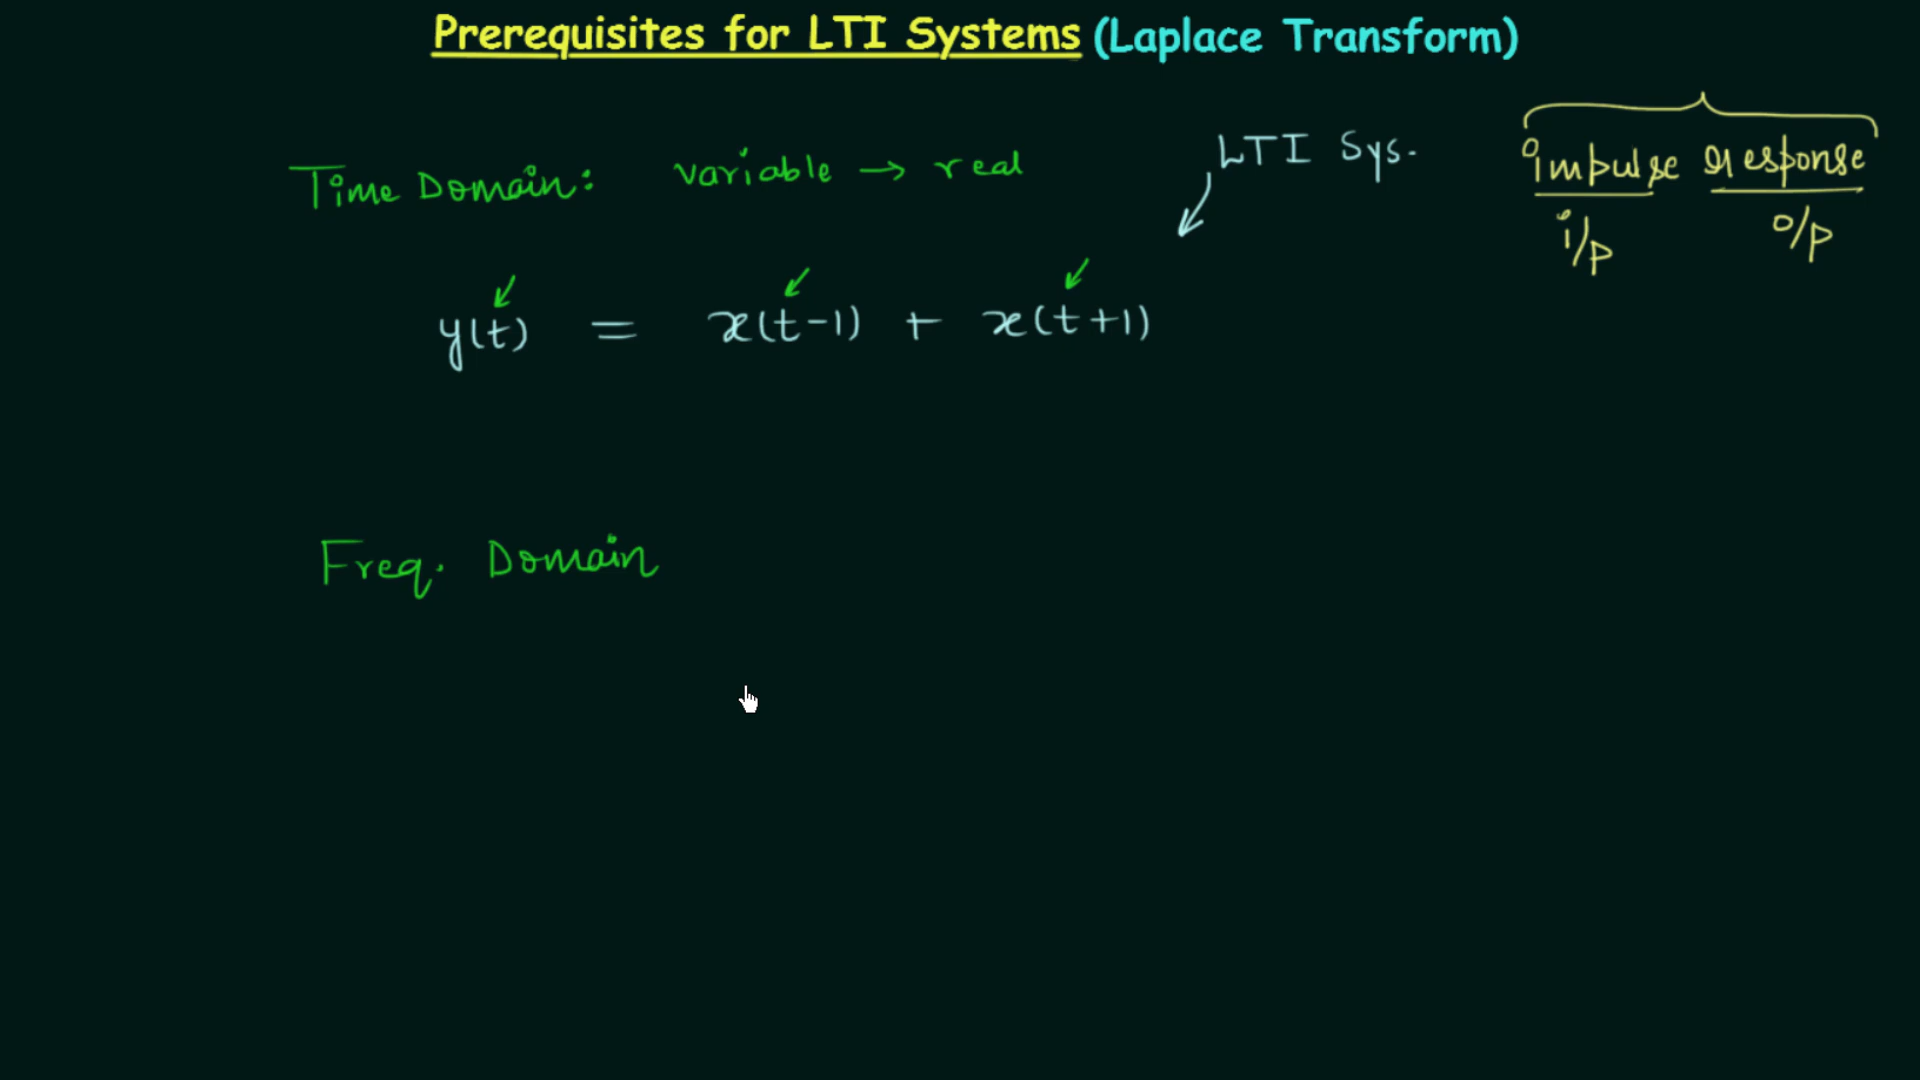 Prerequisites for LTI Systems (Laplace Transform)
Time Domain: variable → real
LTI Sys.
impulse response
i/p o/p
y(t) = x(t-1) + x(t+1)
Freq. Domain